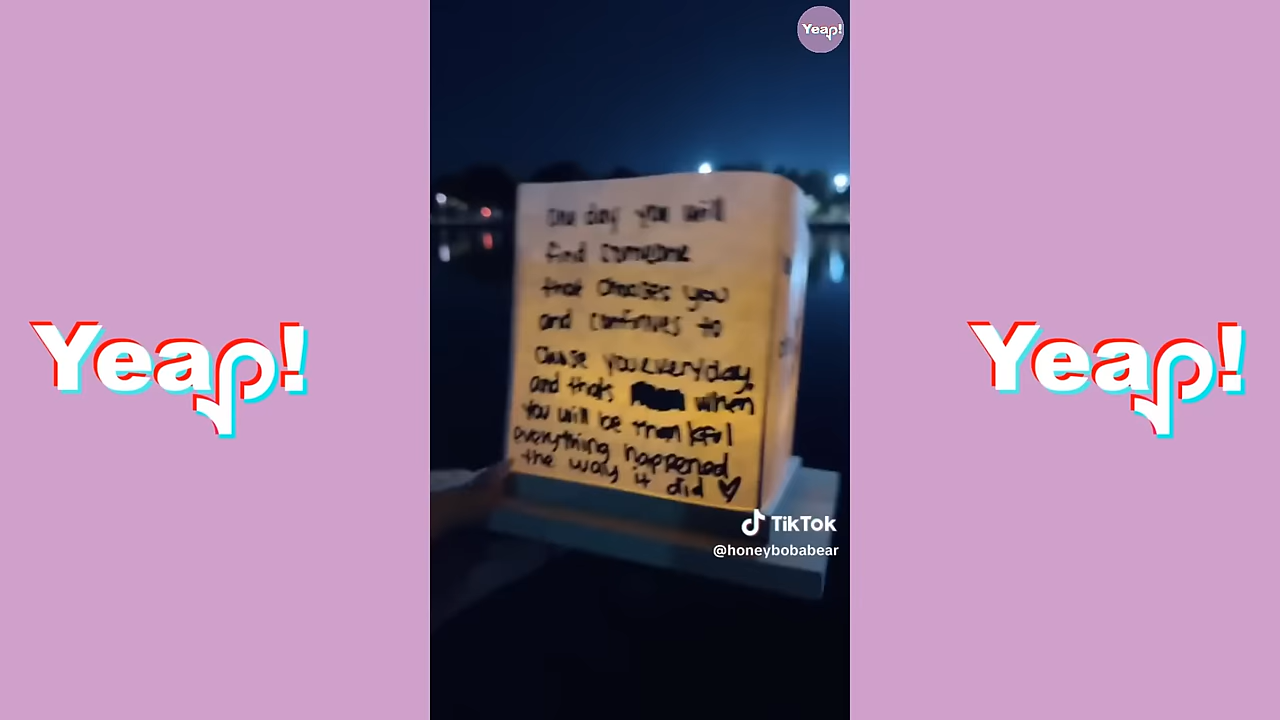 Yeap!
One day you will
find someone
that chooses you
and continues to
choose you everyday,
and thats when
you will be thankful
everything happened
the way it did ♡
Yeap!
Yeap!
TikTok
@honeybobabear